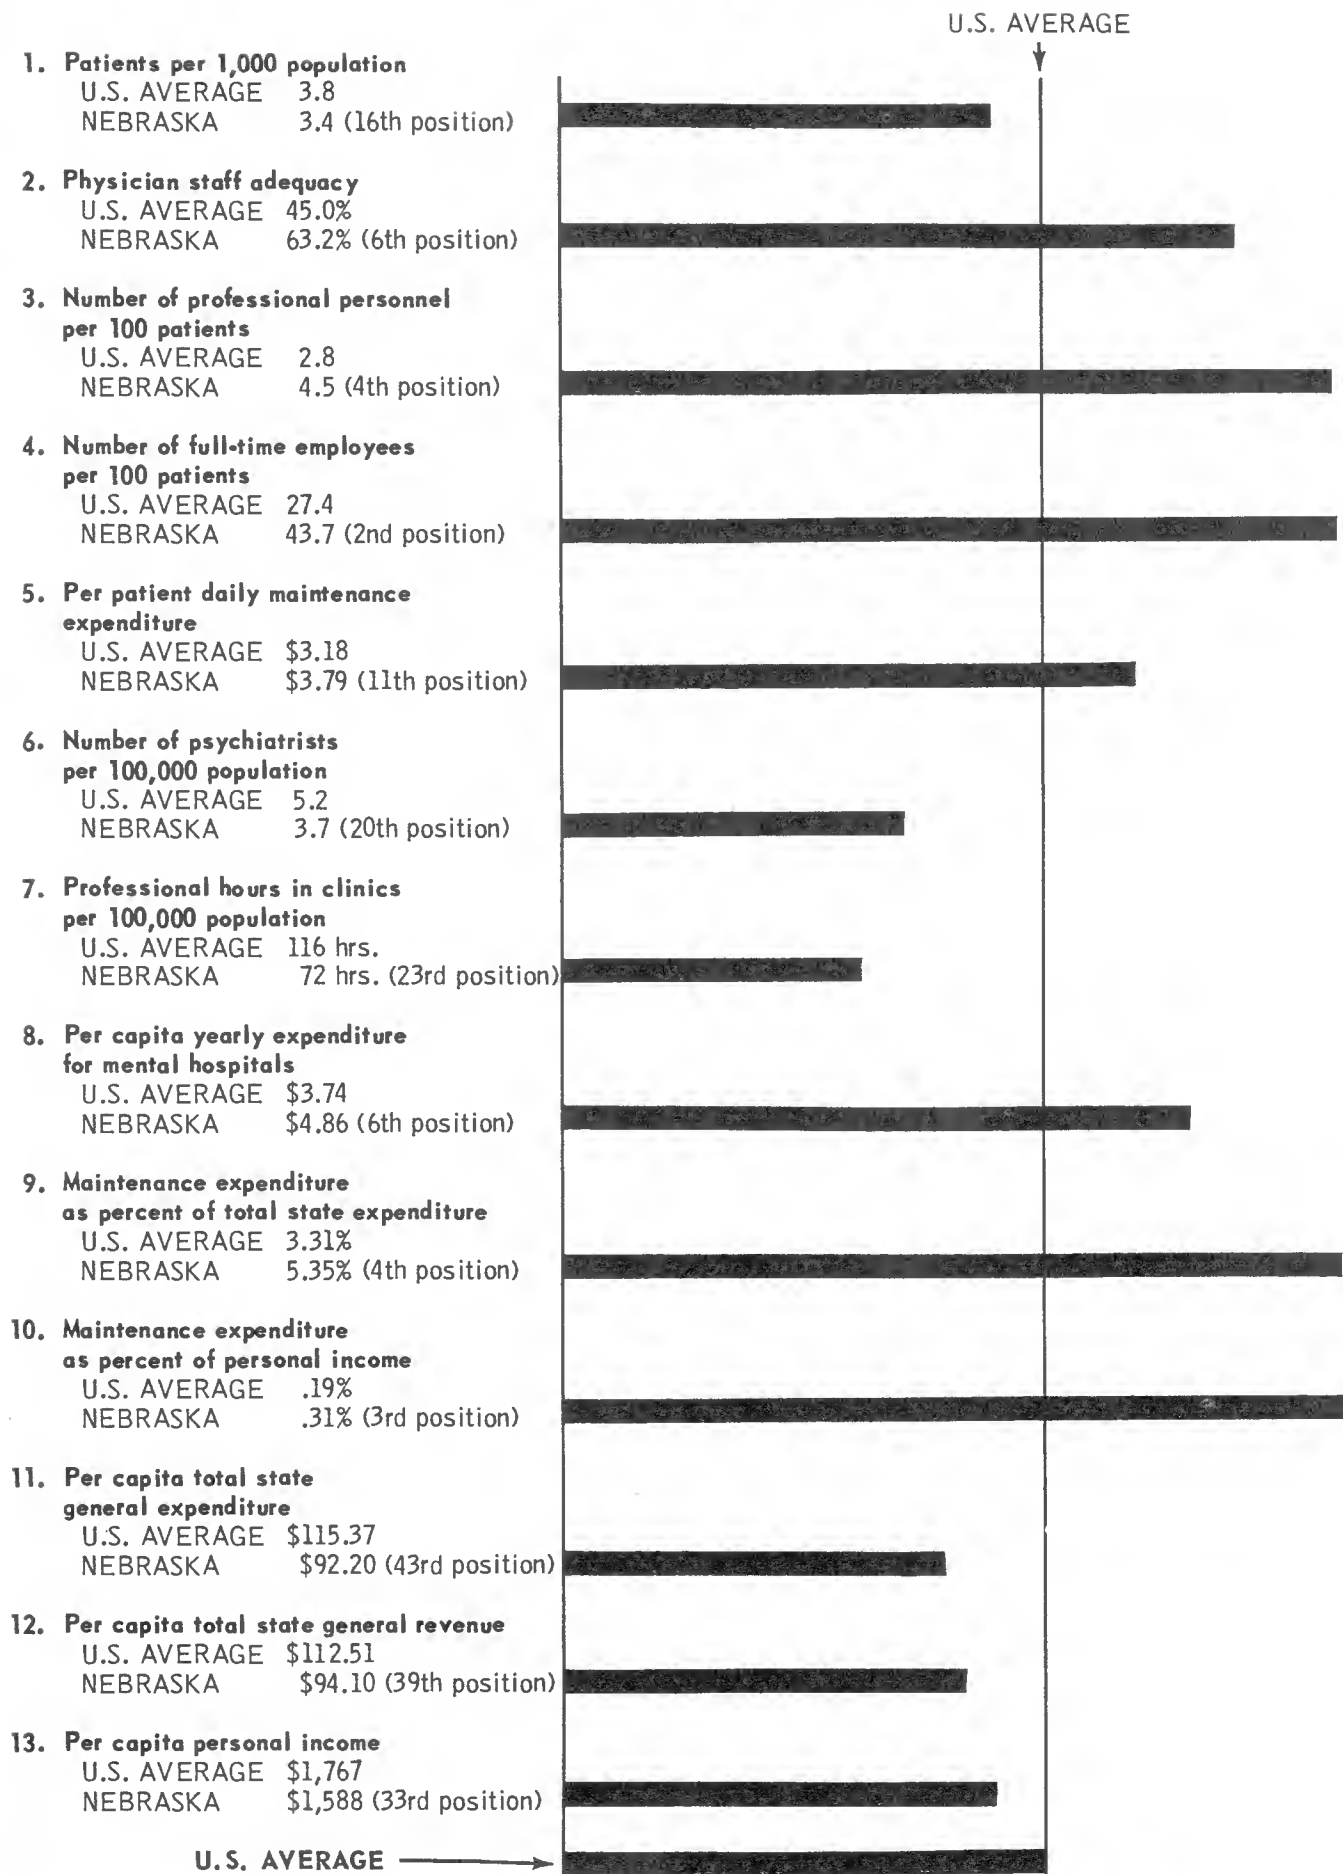 U.S. AVERAGE
1. Patients per 1,000 population
U.S. AVERAGE 3.8
NEBRASKA 3.4 (16th position)
2. Physician staff adequacy
U.S. AVERAGE 45.0%
NEBRASKA 63.2% (6th position)
3. Number of professional personnel
per 100 patients
U.S. AVERAGE 2.8
NEBRASKA 4.5 (4th position)
4. Number of full-time employees
per 100 patients
U.S. AVERAGE 27.4
NEBRASKA 43.7 (2nd position)
5. Per patient daily maintenance
expenditure
U.S. AVERAGE $3.18
NEBRASKA $3.79 (11th position)
6. Number of psychiatrists
per 100,000 population
U.S. AVERAGE 5.2
NEBRASKA 3.7 (20th position)
7. Professional hours in clinics
per 100,000 population
U.S. AVERAGE 116 hrs.
NEBRASKA 72 hrs. (23rd position)
8. Per capita yearly expenditure
for mental hospitals
U.S. AVERAGE $3.74
NEBRASKA $4.86 (6th position)
9. Maintenance expenditure
as percent of total state expenditure
U.S. AVERAGE 3.31%
NEBRASKA 5.35% (4th position)
10. Maintenance expenditure
as percent of personal income
U.S. AVERAGE .19%
NEBRASKA .31% (3rd position)
11. Per capita total state
general expenditure
U.S. AVERAGE $115.37
NEBRASKA $92.20 (43rd position)
12. Per capita total state general revenue
U.S. AVERAGE $112.51
NEBRASKA $94.10 (39th position)
13. Per capita personal income
U.S. AVERAGE $1,767
NEBRASKA $1,588 (33rd position)
U.S. AVERAGE